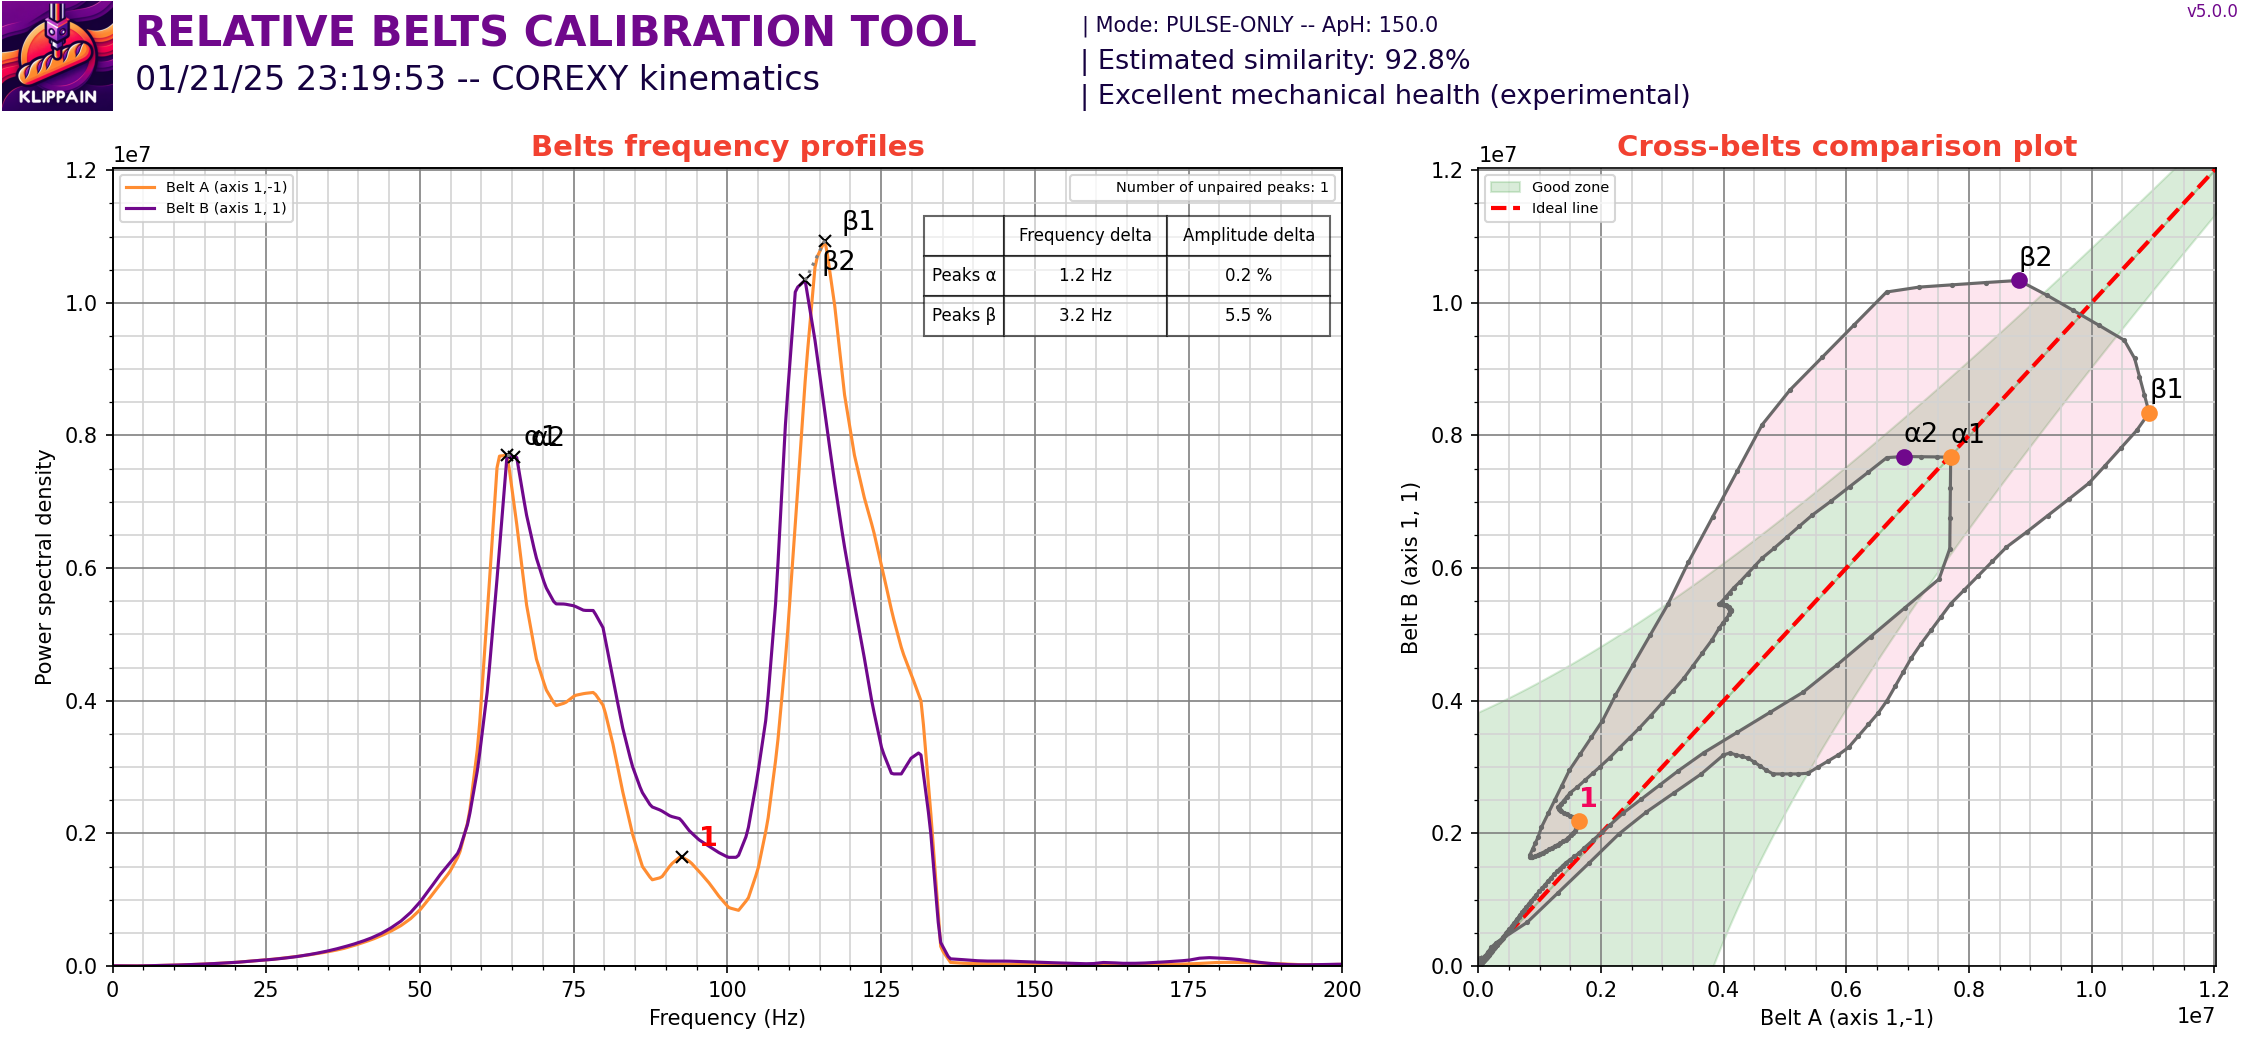 KLIPPAIN
RELATIVE BELTS CALIBRATION TOOL
01/21/25 23:19:53 -- COREXY kinematics
| Mode: PULSE-ONLY -- ApH: 150.0
| Estimated similarity: 92.8%
| Excellent mechanical health (experimental)
v5.0.0
Belts frequency profiles
1e7
Belt A (axis 1,-1)
Belt B (axis 1, 1)
Number of unpaired peaks: 1
Frequency delta Amplitude delta
Peaks α 1.2 Hz 0.2 %
Peaks β 3.2 Hz 5.5 %
β1
β2
α1
α2
1
1.2
1.0
0.8
0.6
0.4
0.2
0.0
Power spectral density
0 25 50 75 100 125 150 175 200
Frequency (Hz)
Cross-belts comparison plot
1e7
Good zone
Ideal line
β2
β1
α2
α1
1
1.2
1.0
0.8
0.6
0.4
0.2
0.0
Belt B (axis 1, 1)
0.0 0.2 0.4 0.6 0.8 1.0 1.2
1e7
Belt A (axis 1,-1)